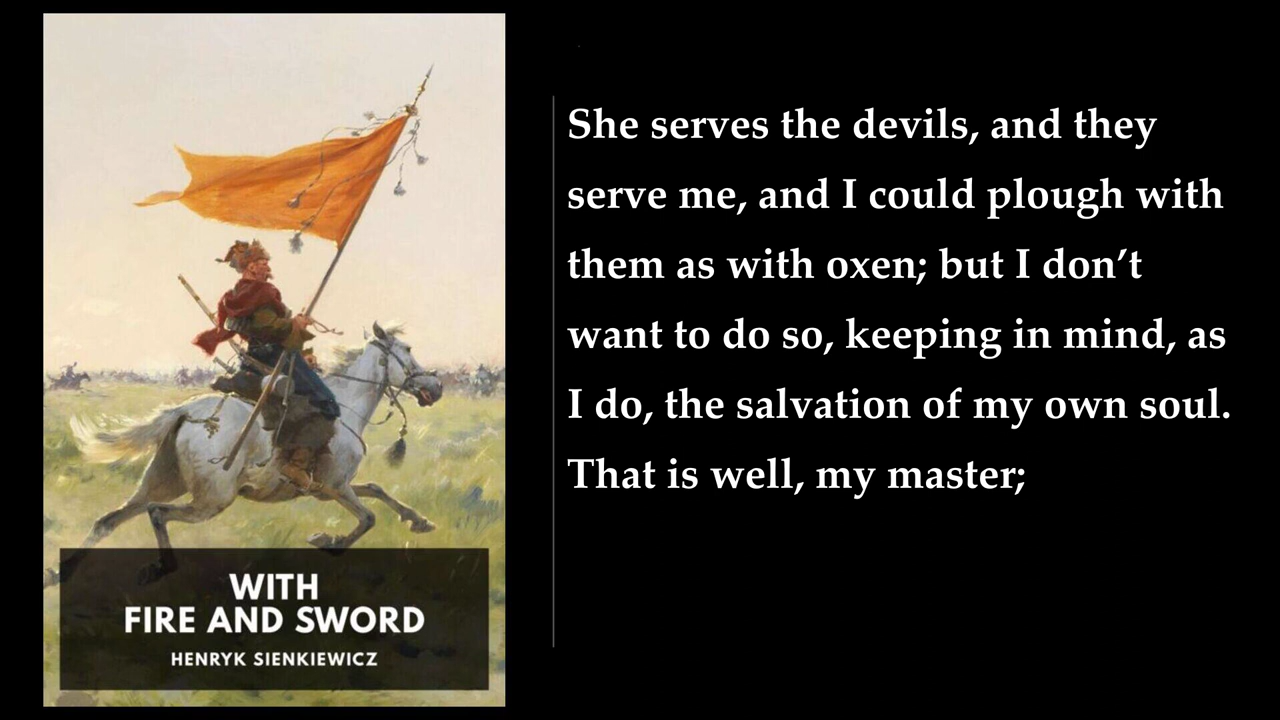 WITH
FIRE AND SWORD
HENRYK SIENKIEWICZ
She serves the devils, and they
serve me, and I could plough with
them as with oxen; but I don’t
want to do so, keeping in mind, as
I do, the salvation of my own soul.
That is well, my master;